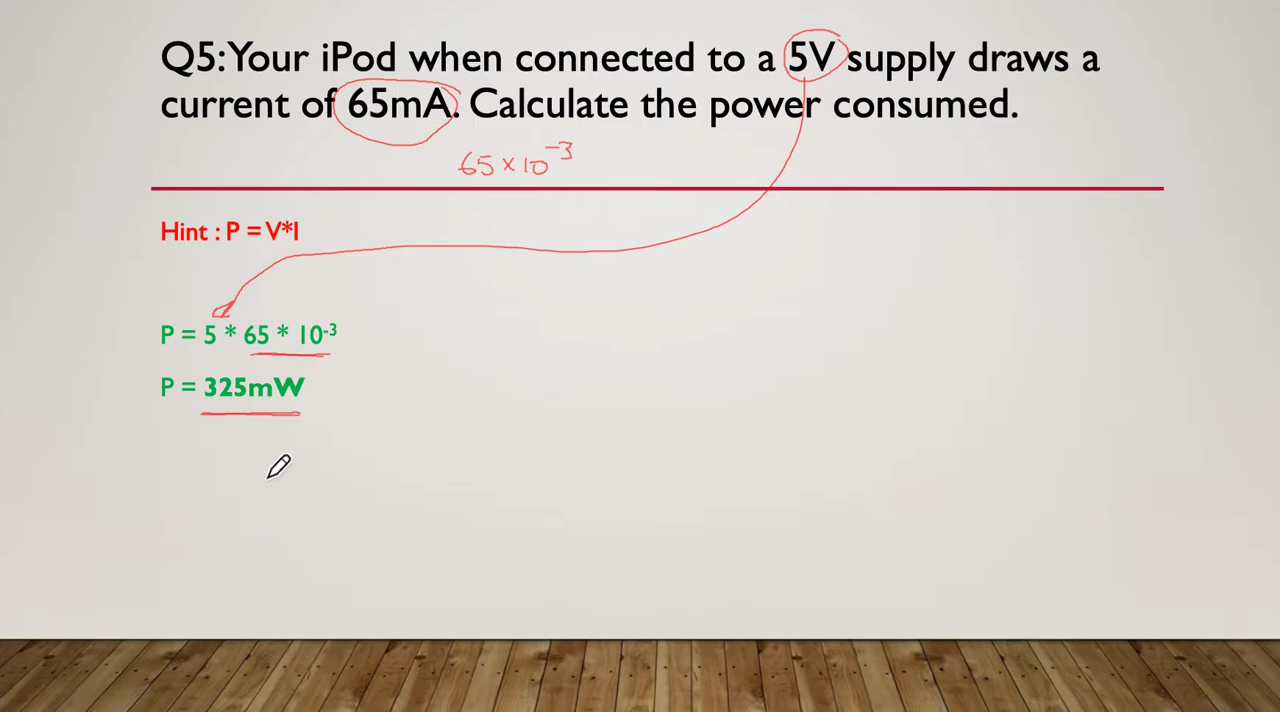 Q5: Your iPod when connected to a 5V supply draws a
current of 65mA. Calculate the power consumed.
65 × 10⁻³
Hint : P = V*I
P = 5 * 65 * 10⁻³
P = 325mW